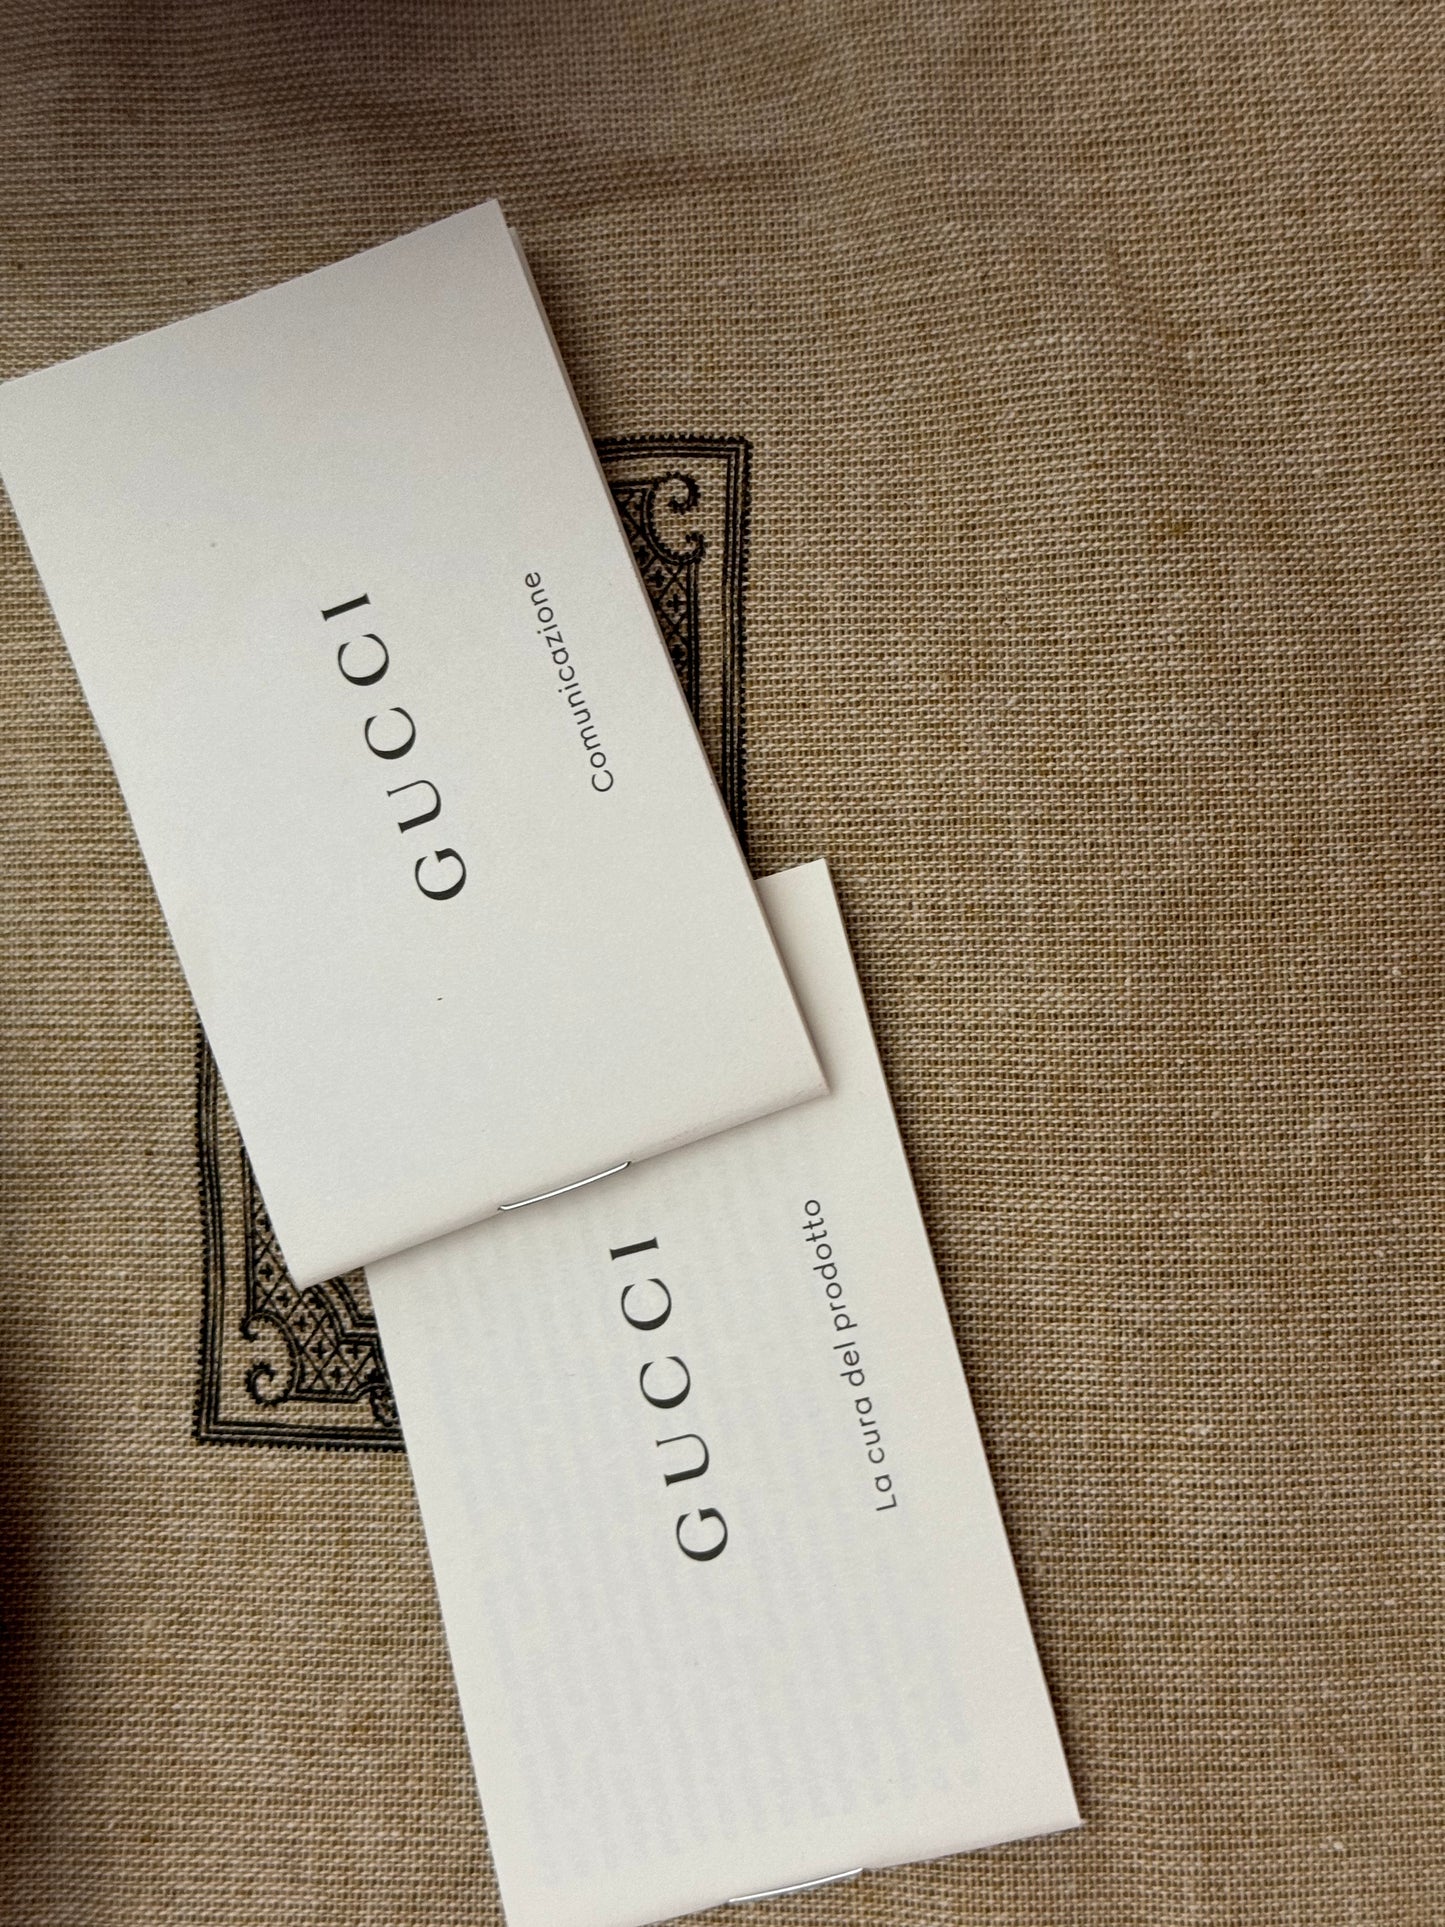 GUCCI
Comunicazione
GUCCI
La cura del prodotto